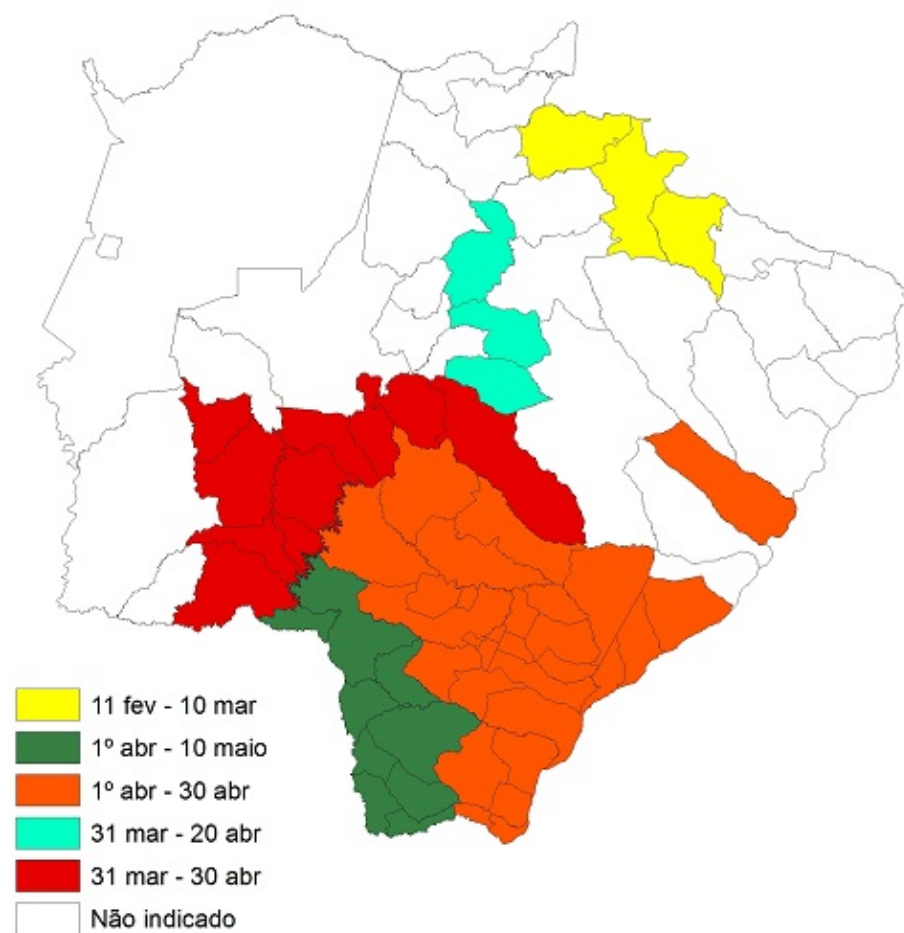 11 fev - 10 mar
1º abr - 10 maio
1º abr - 30 abr
31 mar - 20 abr
31 mar - 30 abr
Não indicado